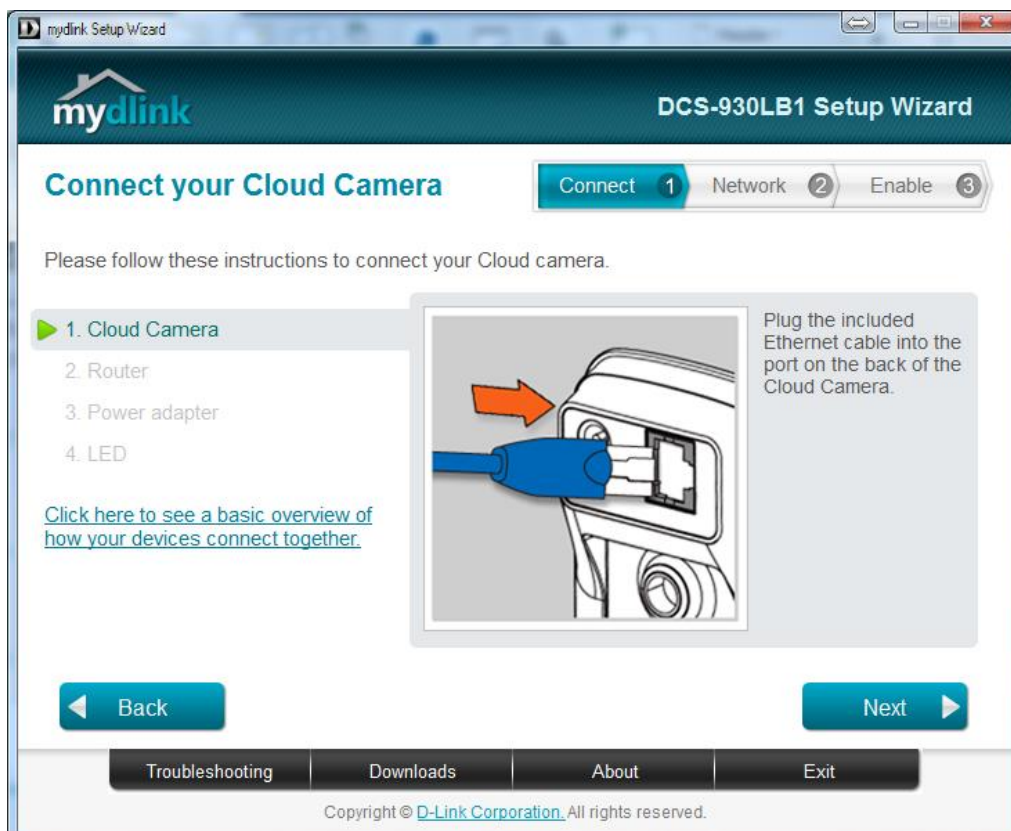 mydlink Setup Wizard
mydlink
DCS-930LB1 Setup Wizard
Connect your Cloud Camera
Connect 1 Network 2 Enable 3
Please follow these instructions to connect your Cloud camera.
1. Cloud Camera
2. Router
3. Power adapter
4. LED
Click here to see a basic overview of
how your devices connect together.
Plug the included
Ethernet cable into the
port on the back of the
Cloud Camera.
Back
Next
Troubleshooting Downloads About Exit
Copyright © D-Link Corporation. All rights reserved.